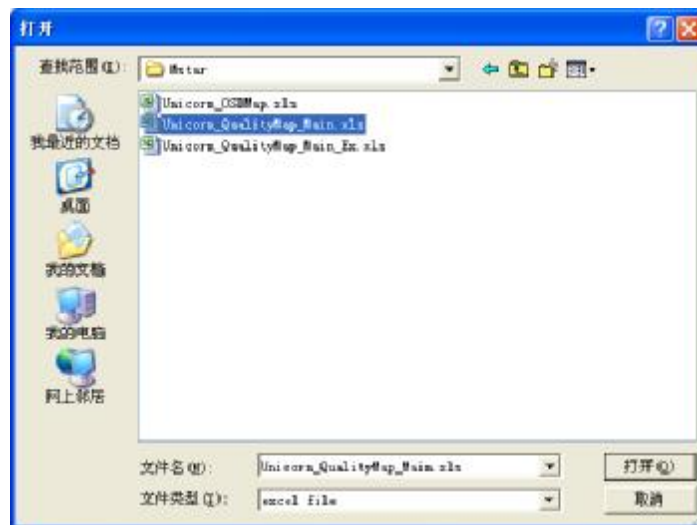 打开
查找范围(I):
Mstar
Unicorn_OSDMap.xls
Unicorn_QualityMap_Main.xls
Unicorn_QualityMap_Main_Ex.xls
我最近的文档
桌面
我的文档
我的电脑
网上邻居
文件名(N):
Unicorn_QualityMap_Main.xls
打开(O)
文件类型(T):
excel file
取消